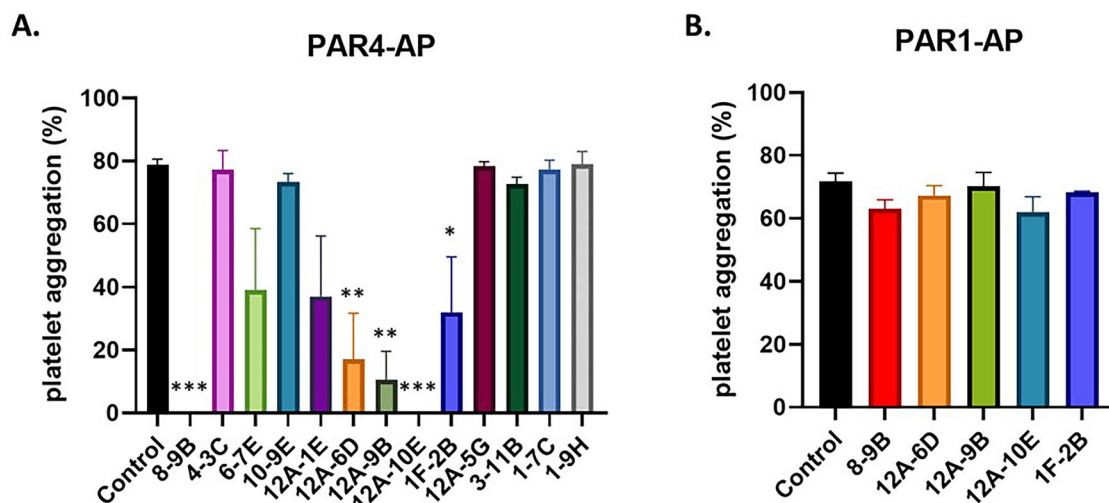 A.
PAR4-AP
platelet aggregation (%)
100
80
60
40
20
0
***
**
**
***
*
Control
8-9B
4-3C
6-7E
10-9E
12A-1E
12A-6D
12A-9B
12A-10E
1F-2B
12A-5G
3-11B
1-7C
1-9H
B.
PAR1-AP
platelet aggregation (%)
100
80
60
40
20
0
Control
8-9B
12A-6D
12A-9B
12A-10E
1F-2B